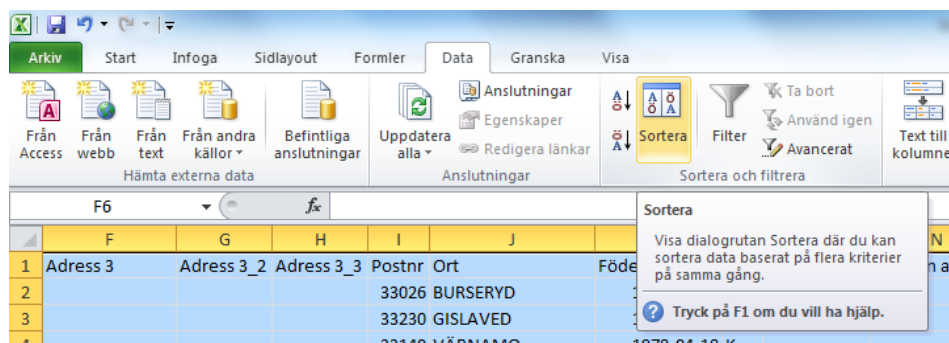 Arkiv Start Infoga Sidlayout Formler Data Granska Visa
Från Access
Från webb
Från text
Från andra källor
Befintliga anslutningar
Uppdatera alla
Anslutningar
Egenskaper
Redigera länkar
Sortera
Filter
Ta bort
Använd igen
Avancerat
Text till
Hämta externa data
Anslutningar
Sortera och filtrera
F6 fx
Sortera
Visa dialogrutan Sortera där du kan
sortera data baserat på flera kriterier
på samma gång.
Tryck på F1 om du vill ha hjälp.
F G H I J N
1 Adress 3 Adress 3_2 Adress 3_3 Postnr Ort
2 33026 BURSERYD
3 33230 GISLAVED